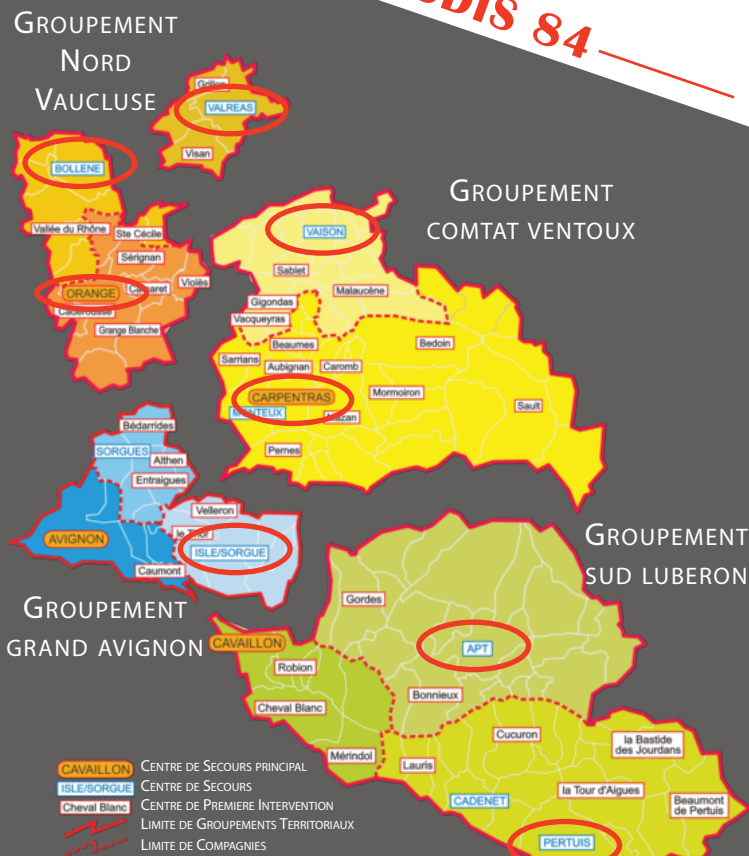 SDIS 84
GROUPEMENT
NORD
VAUCLUSE
Grillon
VALREAS
Visan
BOLLENE
Vallée du Rhône
Ste Cécile
Sérignan
ORANGE
Camaret
Violès
Caderousse
Grange Blanche
GROUPEMENT
COMTAT VENTOUX
VAISON
Sablet
Malaucène
Gigondas
Vacqueyras
Beaumes
Bedoin
Sarrians
Aubignan
Caromb
CARPENTRAS
Mormoiron
MONTEUX
Mazan
Sault
Pernes
Bédarrides
SORGUES
Althen
Entraigues
Velleron
AVIGNON
le Thor
ISLE/SORGUE
Caumont
GROUPEMENT
GRAND AVIGNON
GROUPEMENT
SUD LUBERON
Gordes
CAVAILLON
APT
Robion
Bonnieux
Cheval Blanc
Cucuron
la Bastide
des Jourdans
Mérindol
Lauris
la Tour d'Aigues
CADENET
Beaumont
de Pertuis
PERTUIS
CAVAILLON CENTRE DE SECOURS PRINCIPAL
ISLE/SORGUE CENTRE DE SECOURS
Cheval Blanc CENTRE DE PREMIERE INTERVENTION
LIMITE DE GROUPEMENTS TERRITORIAUX
LIMITE DE COMPAGNIES